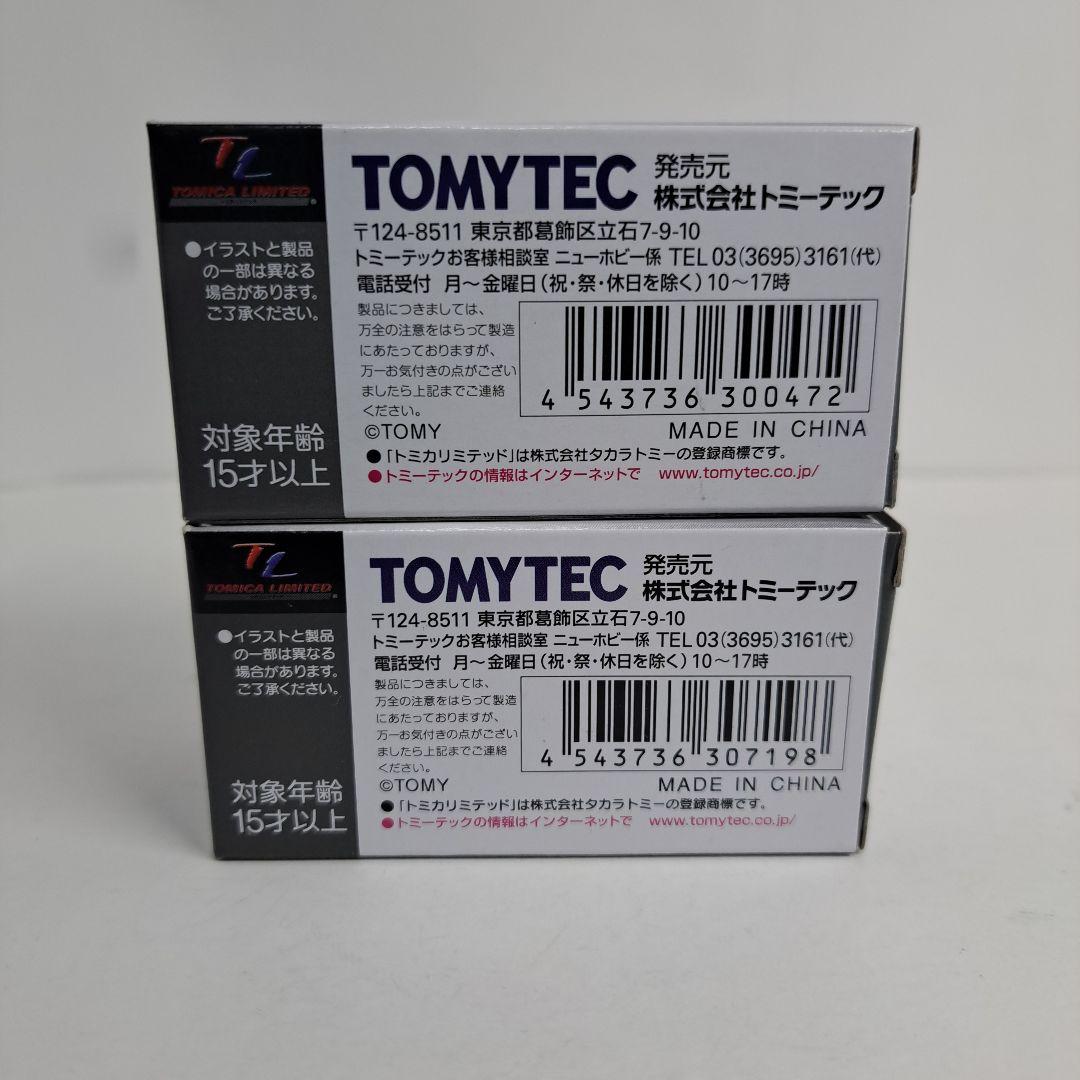 TL
TOMICA LIMITED
®
●イラストと製品
の一部は異なる
場合があります。
ご了承ください。
対象年齢
15才以上
TOMYTEC 発売元
株式会社トミーテック
〒124-8511 東京都葛飾区立石7-9-10
トミーテックお客様相談室 ニューホビー係 TEL 03(3695)3161(代)
電話受付 月〜金曜日(祝・祭・休日を除く)10〜17時
製品につきましては、
万全の注意をはらって製造
にあたっておりますが、
万一お気付きの点がござい
ましたら上記までご連絡
ください。
4 543736 300472
©TOMY MADE IN CHINA
●「トミカリミテッド」は株式会社タカラトミーの登録商標です。
●トミーテックの情報はインターネットで www.tomytec.co.jp/
TL
TOMICA LIMITED
®
●イラストと製品
の一部は異なる
場合があります。
ご了承ください。
対象年齢
15才以上
TOMYTEC 発売元
株式会社トミーテック
〒124-8511 東京都葛飾区立石7-9-10
トミーテックお客様相談室 ニューホビー係 TEL 03(3695)3161(代)
電話受付 月〜金曜日(祝・祭・休日を除く)10〜17時
製品につきましては、
万全の注意をはらって製造
にあたっておりますが、
万一お気付きの点がござい
ましたら上記までご連絡
ください。
4 543736 307198
©TOMY MADE IN CHINA
●「トミカリミテッド」は株式会社タカラトミーの登録商標です。
●トミーテックの情報はインターネットで www.tomytec.co.jp/